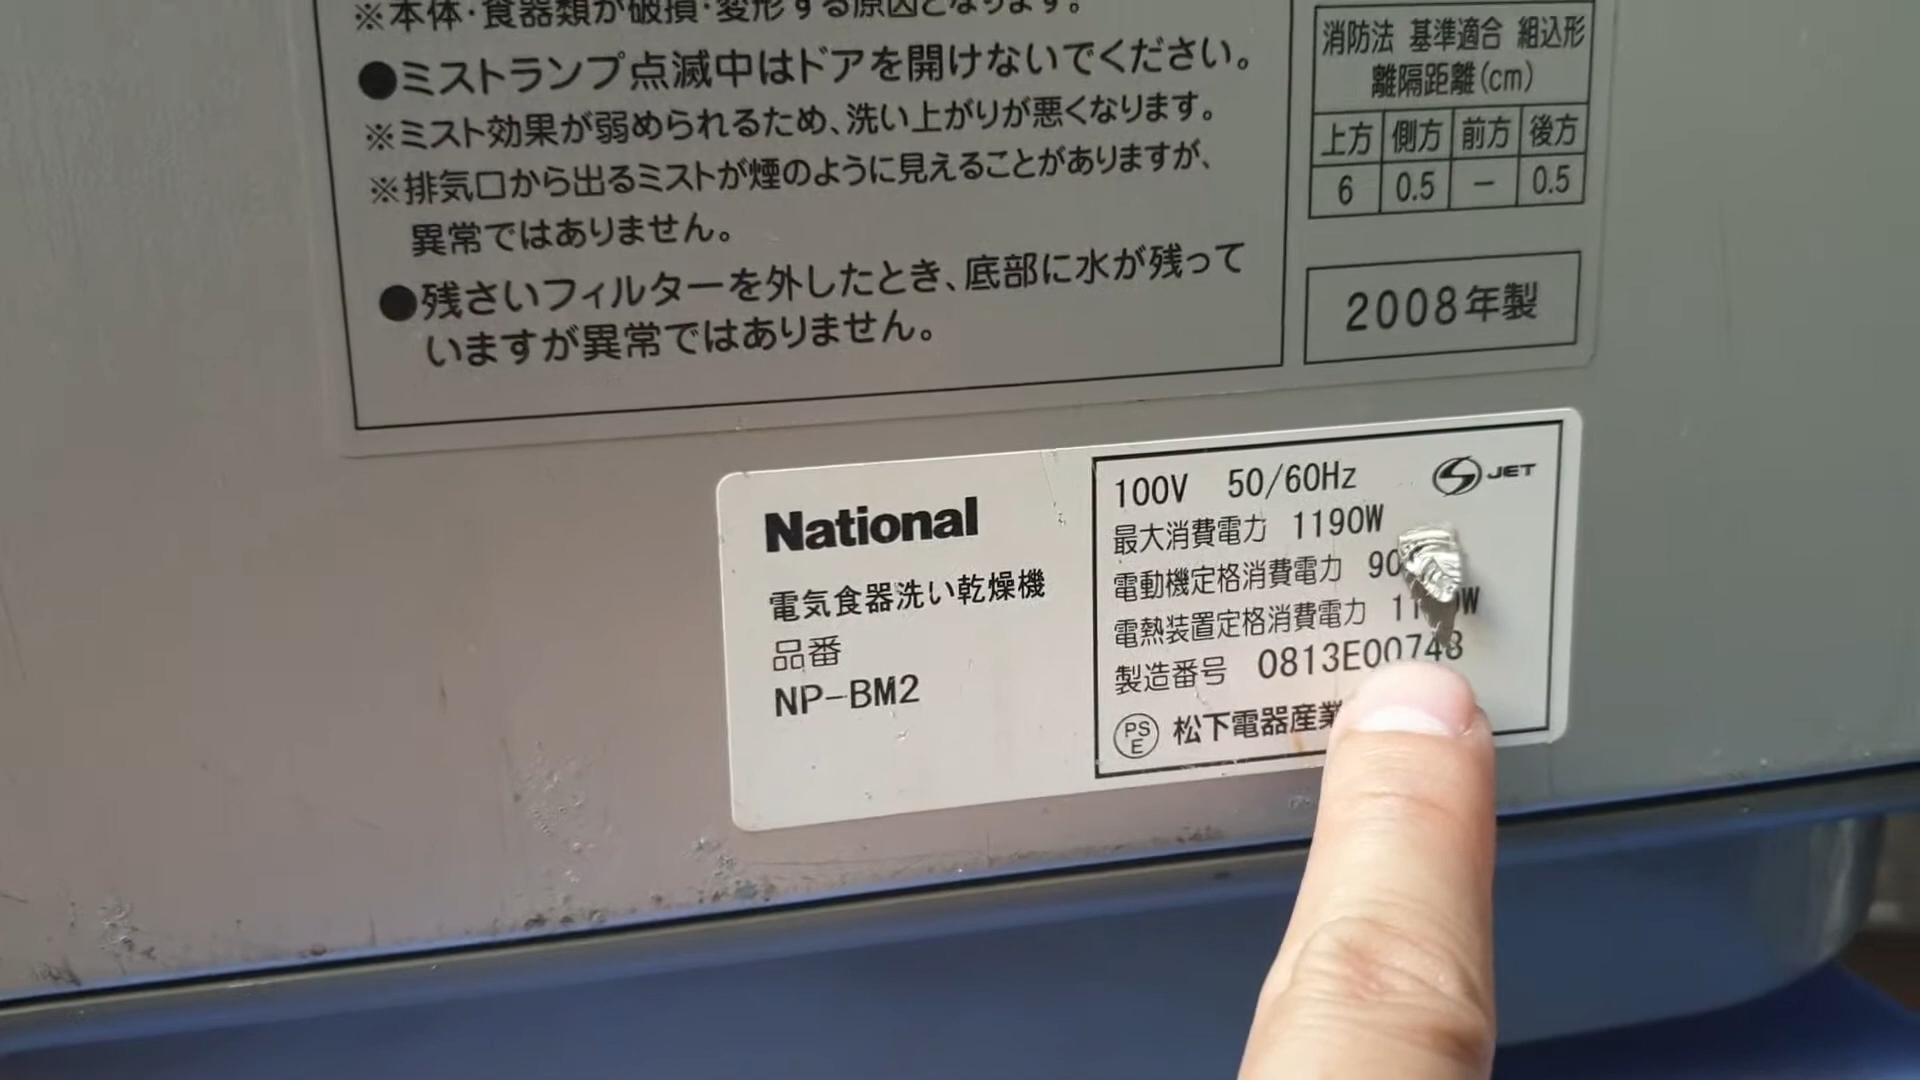 ※本体・食器類が破損・変形する原因となります。
●ミストランプ点滅中はドアを開けないでください。
※ミスト効果が弱められるため、洗い上がりが悪くなります。
※排気口から出るミストが煙のように見えることがありますが、
異常ではありません。
●残さいフィルターを外したとき、底部に水が残って
いますが異常ではありません。
消防法 基準適合 組込形
離隔距離(cm)
上方 側方 前方 後方
6 0.5 － 0.5
2008年製
National
電気食器洗い乾燥機
品番
NP-BM2
100V 50/60Hz
JET
最大消費電力 1190W
電動機定格消費電力 90
電熱装置定格消費電力
製造番号 0813E00748
PS
E
松下電器産業